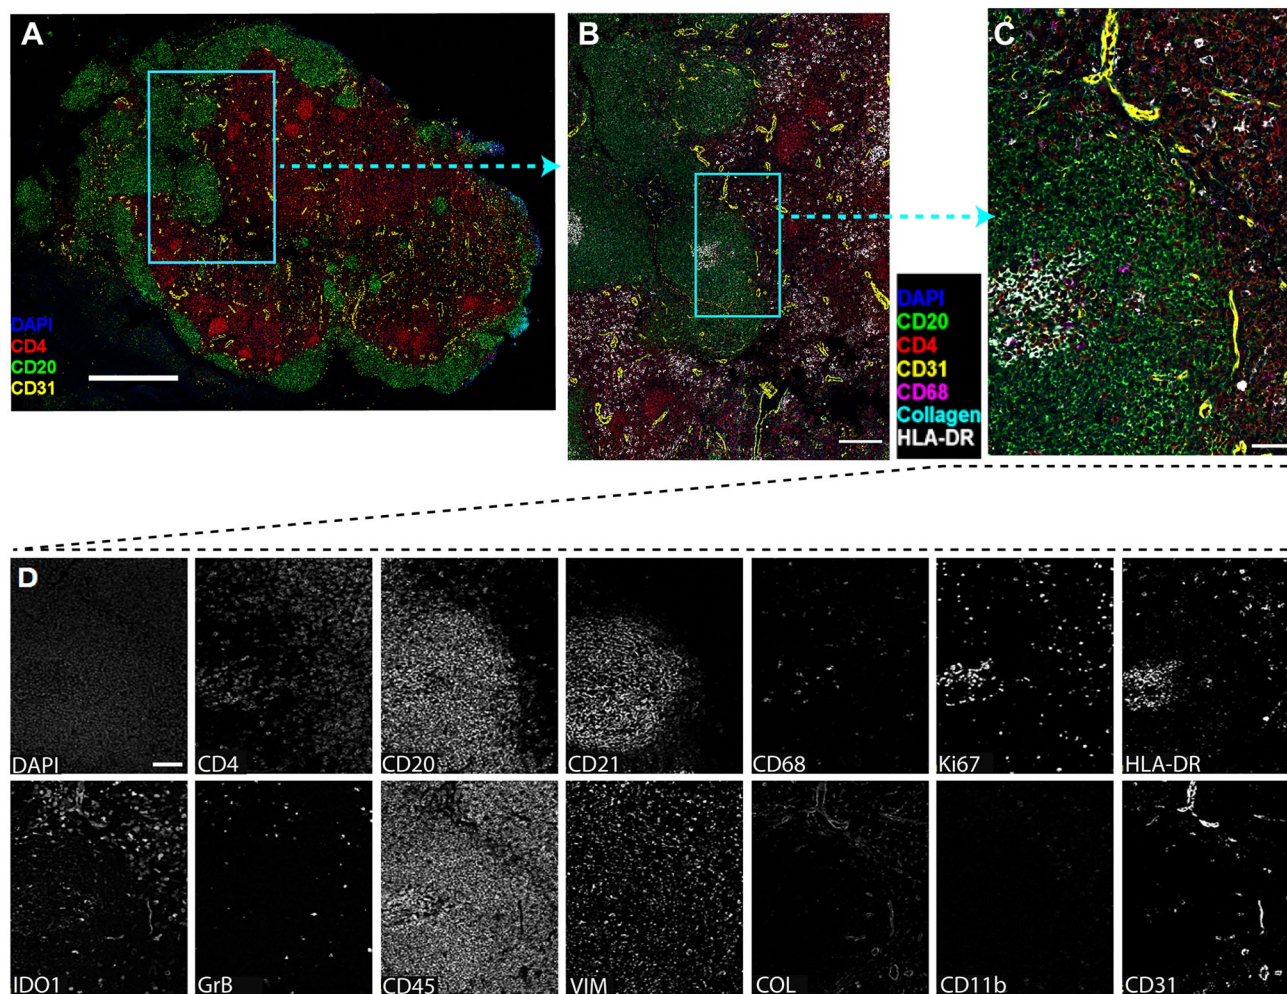 A
DAPI
CD4
CD20
CD31
B
DAPI
CD20
CD4
CD31
CD68
Collagen
HLA-DR
C
D
DAPI
CD4
CD20
CD21
CD68
Ki67
HLA-DR
IDO1
GrB
CD45
VIM
COL
CD11b
CD31